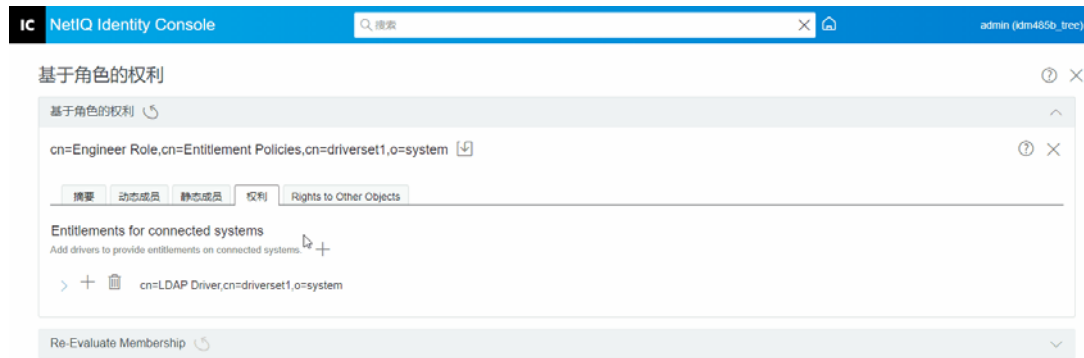 IC NetIQ Identity Console 搜索 admin (idm485b_tree)
基于角色的权利
基于角色的权利
cn=Engineer Role,cn=Entitlement Policies,cn=driverset1,o=system
摘要 动态成员 静态成员 权利 Rights to Other Objects
Entitlements for connected systems
Add drivers to provide entitlements on connected systems.
cn=LDAP Driver,cn=driverset1,o=system
Re-Evaluate Membership